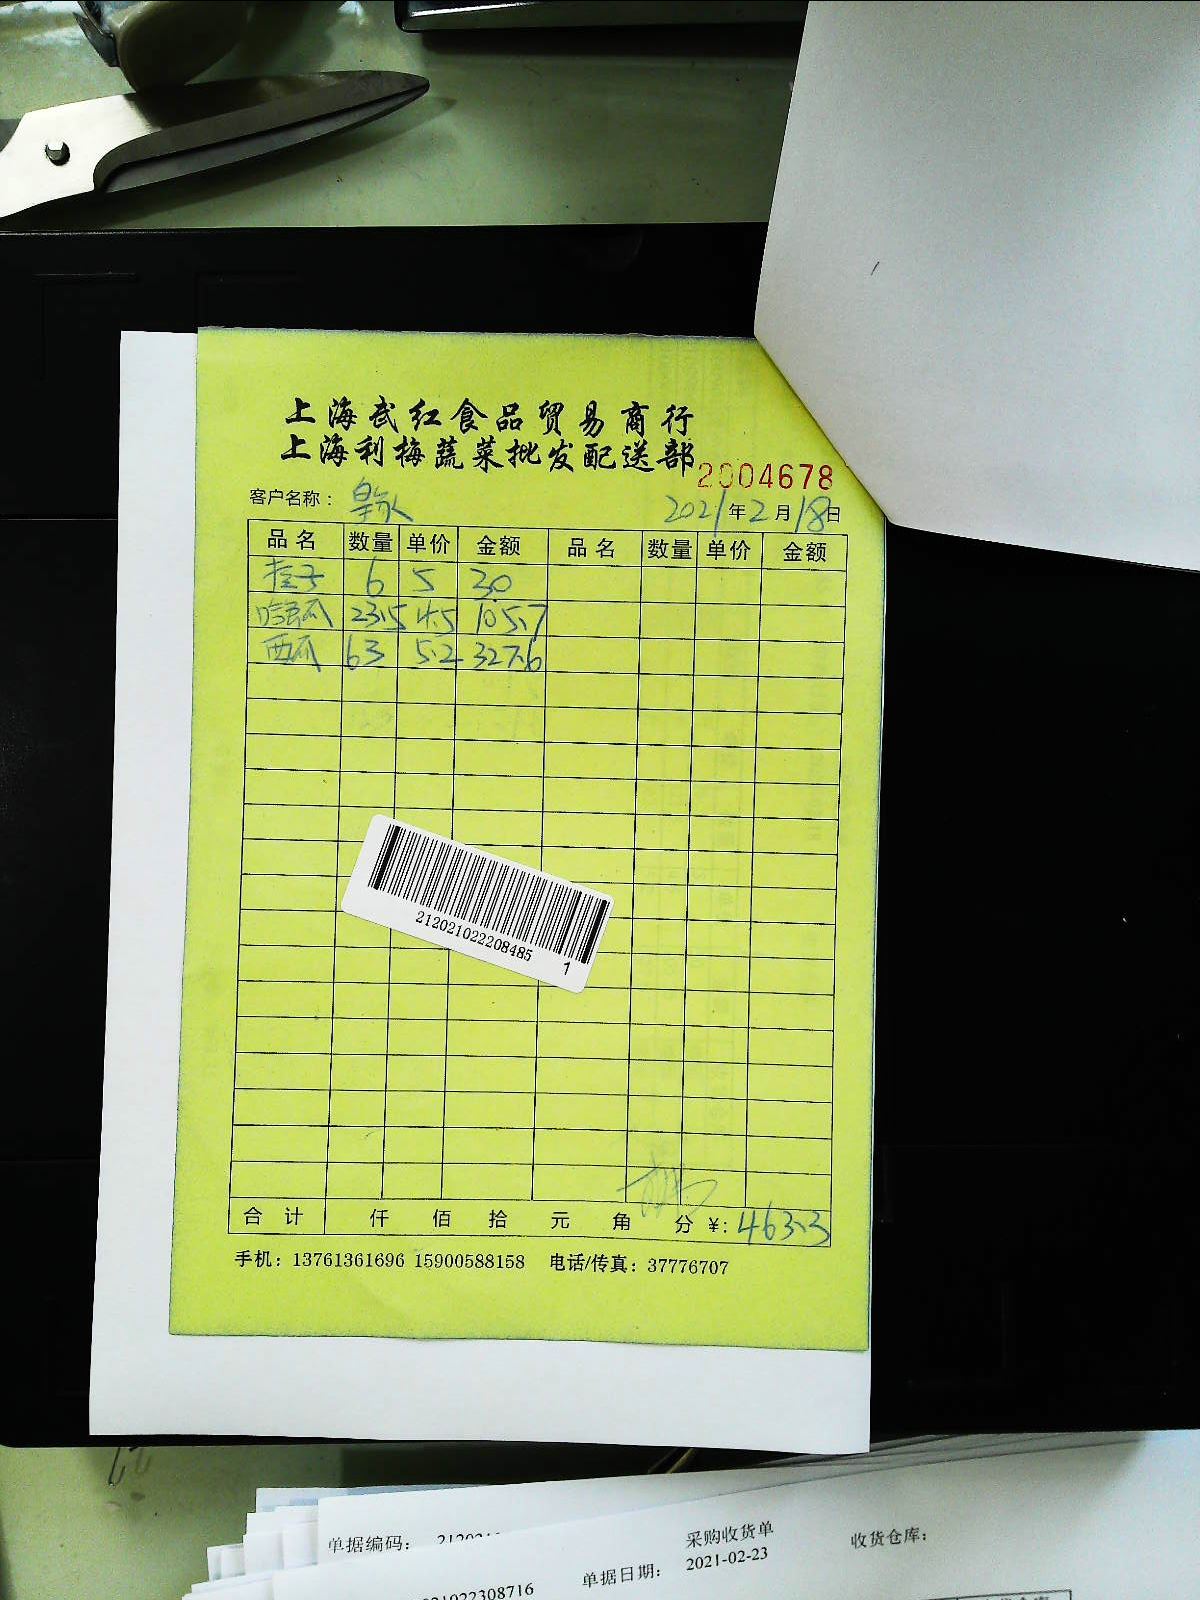 上海武红食品贸易商行
上海利梅蔬菜批发配送部
2004678
客户名称：
2021年2月18日
品名 数量 单价 金额 品名 数量 单价 金额
桔子 6 5 30
哈密瓜 23.5 4.5 105.7
西瓜 63 5.2 327.6
212021022208485
1
合计 仟 佰 拾 元 角 分 ¥: 463.3
手机：13761361696 15900588158 电话/传真：37776707
单据编码：
采购收货单
收货仓库：
单据日期：
2021-02-23